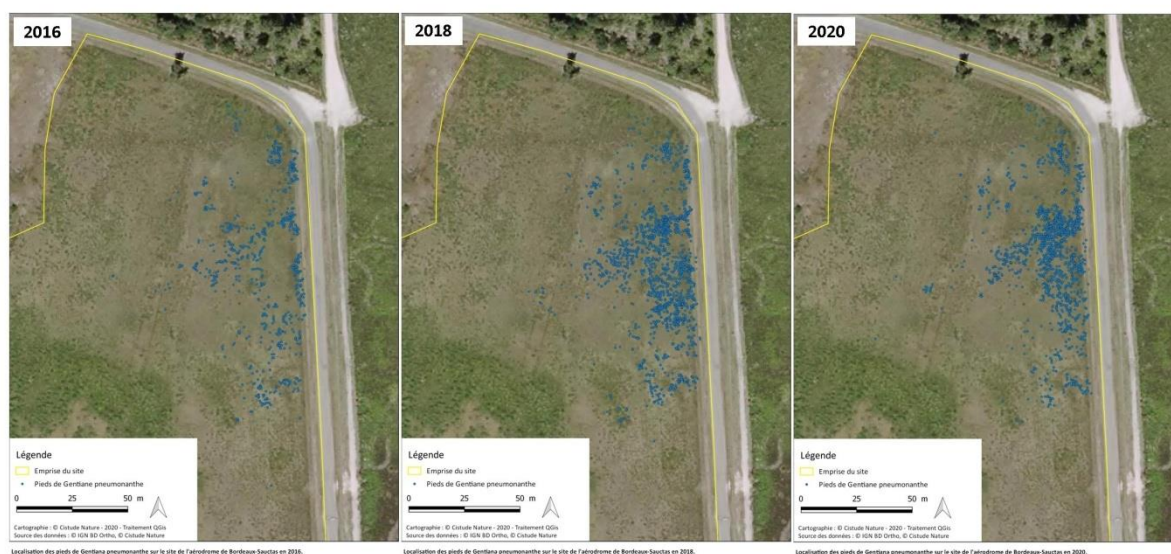 2016
Légende
Emprise du site
Pieds de Gentiane pneumonanthe
0 25 50 m
Cartographie : © Cistude Nature - 2020 - Traitement QGis
Source des données : © IGN BD Ortho, © Cistude Nature
Localisation des pieds de Gentiana pneumonanthe sur le site de l'aérodrome de Bordeaux-Sauctas en 2016.
2018
Légende
Emprise du site
Pieds de Gentiane pneumonanthe
0 25 50 m
Cartographie : © Cistude Nature - 2020 - Traitement QGis
Source des données : © IGN BD Ortho, © Cistude Nature
Localisation des pieds de Gentiana pneumonanthe sur le site de l'aérodrome de Bordeaux-Sauctas en 2018.
2020
Légende
Emprise du site
Pieds de Gentiane pneumonanthe
0 25 50 m
Cartographie : © Cistude Nature - 2020 - Traitement QGis
Source des données : © IGN BD Ortho, © Cistude Nature
Localisation des pieds de Gentiana pneumonanthe sur le site de l'aérodrome de Bordeaux-Sauctas en 2020.